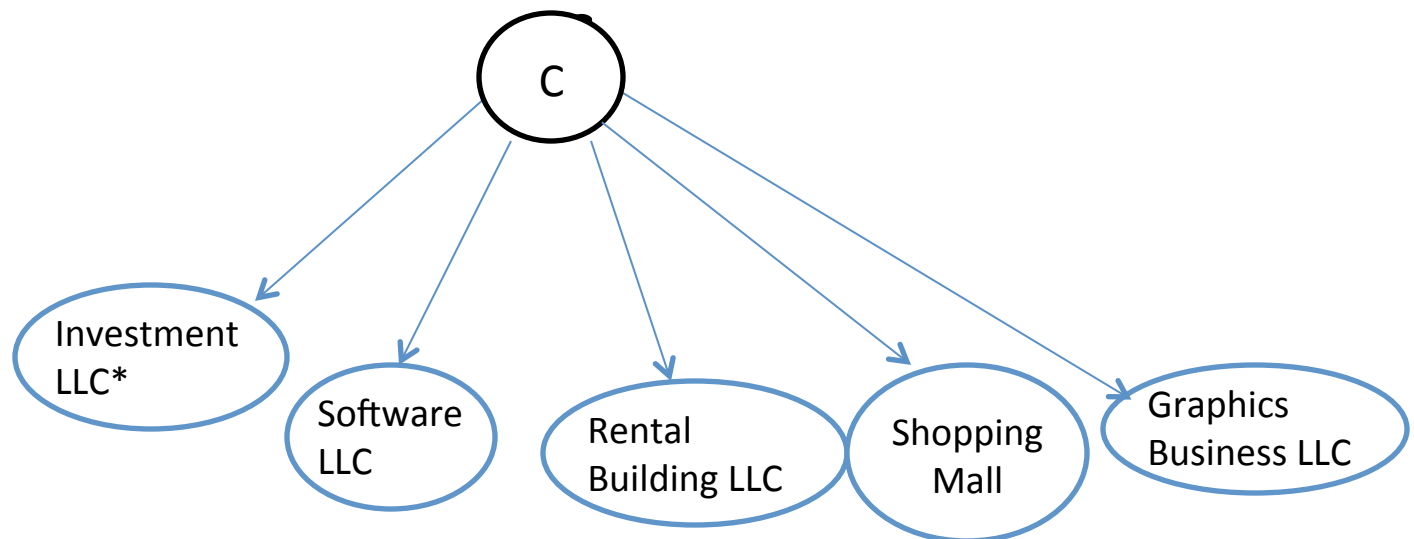 C
Investment
LLC*
Software
LLC
Rental
Building LLC
Shopping
Mall
Graphics
Business LLC